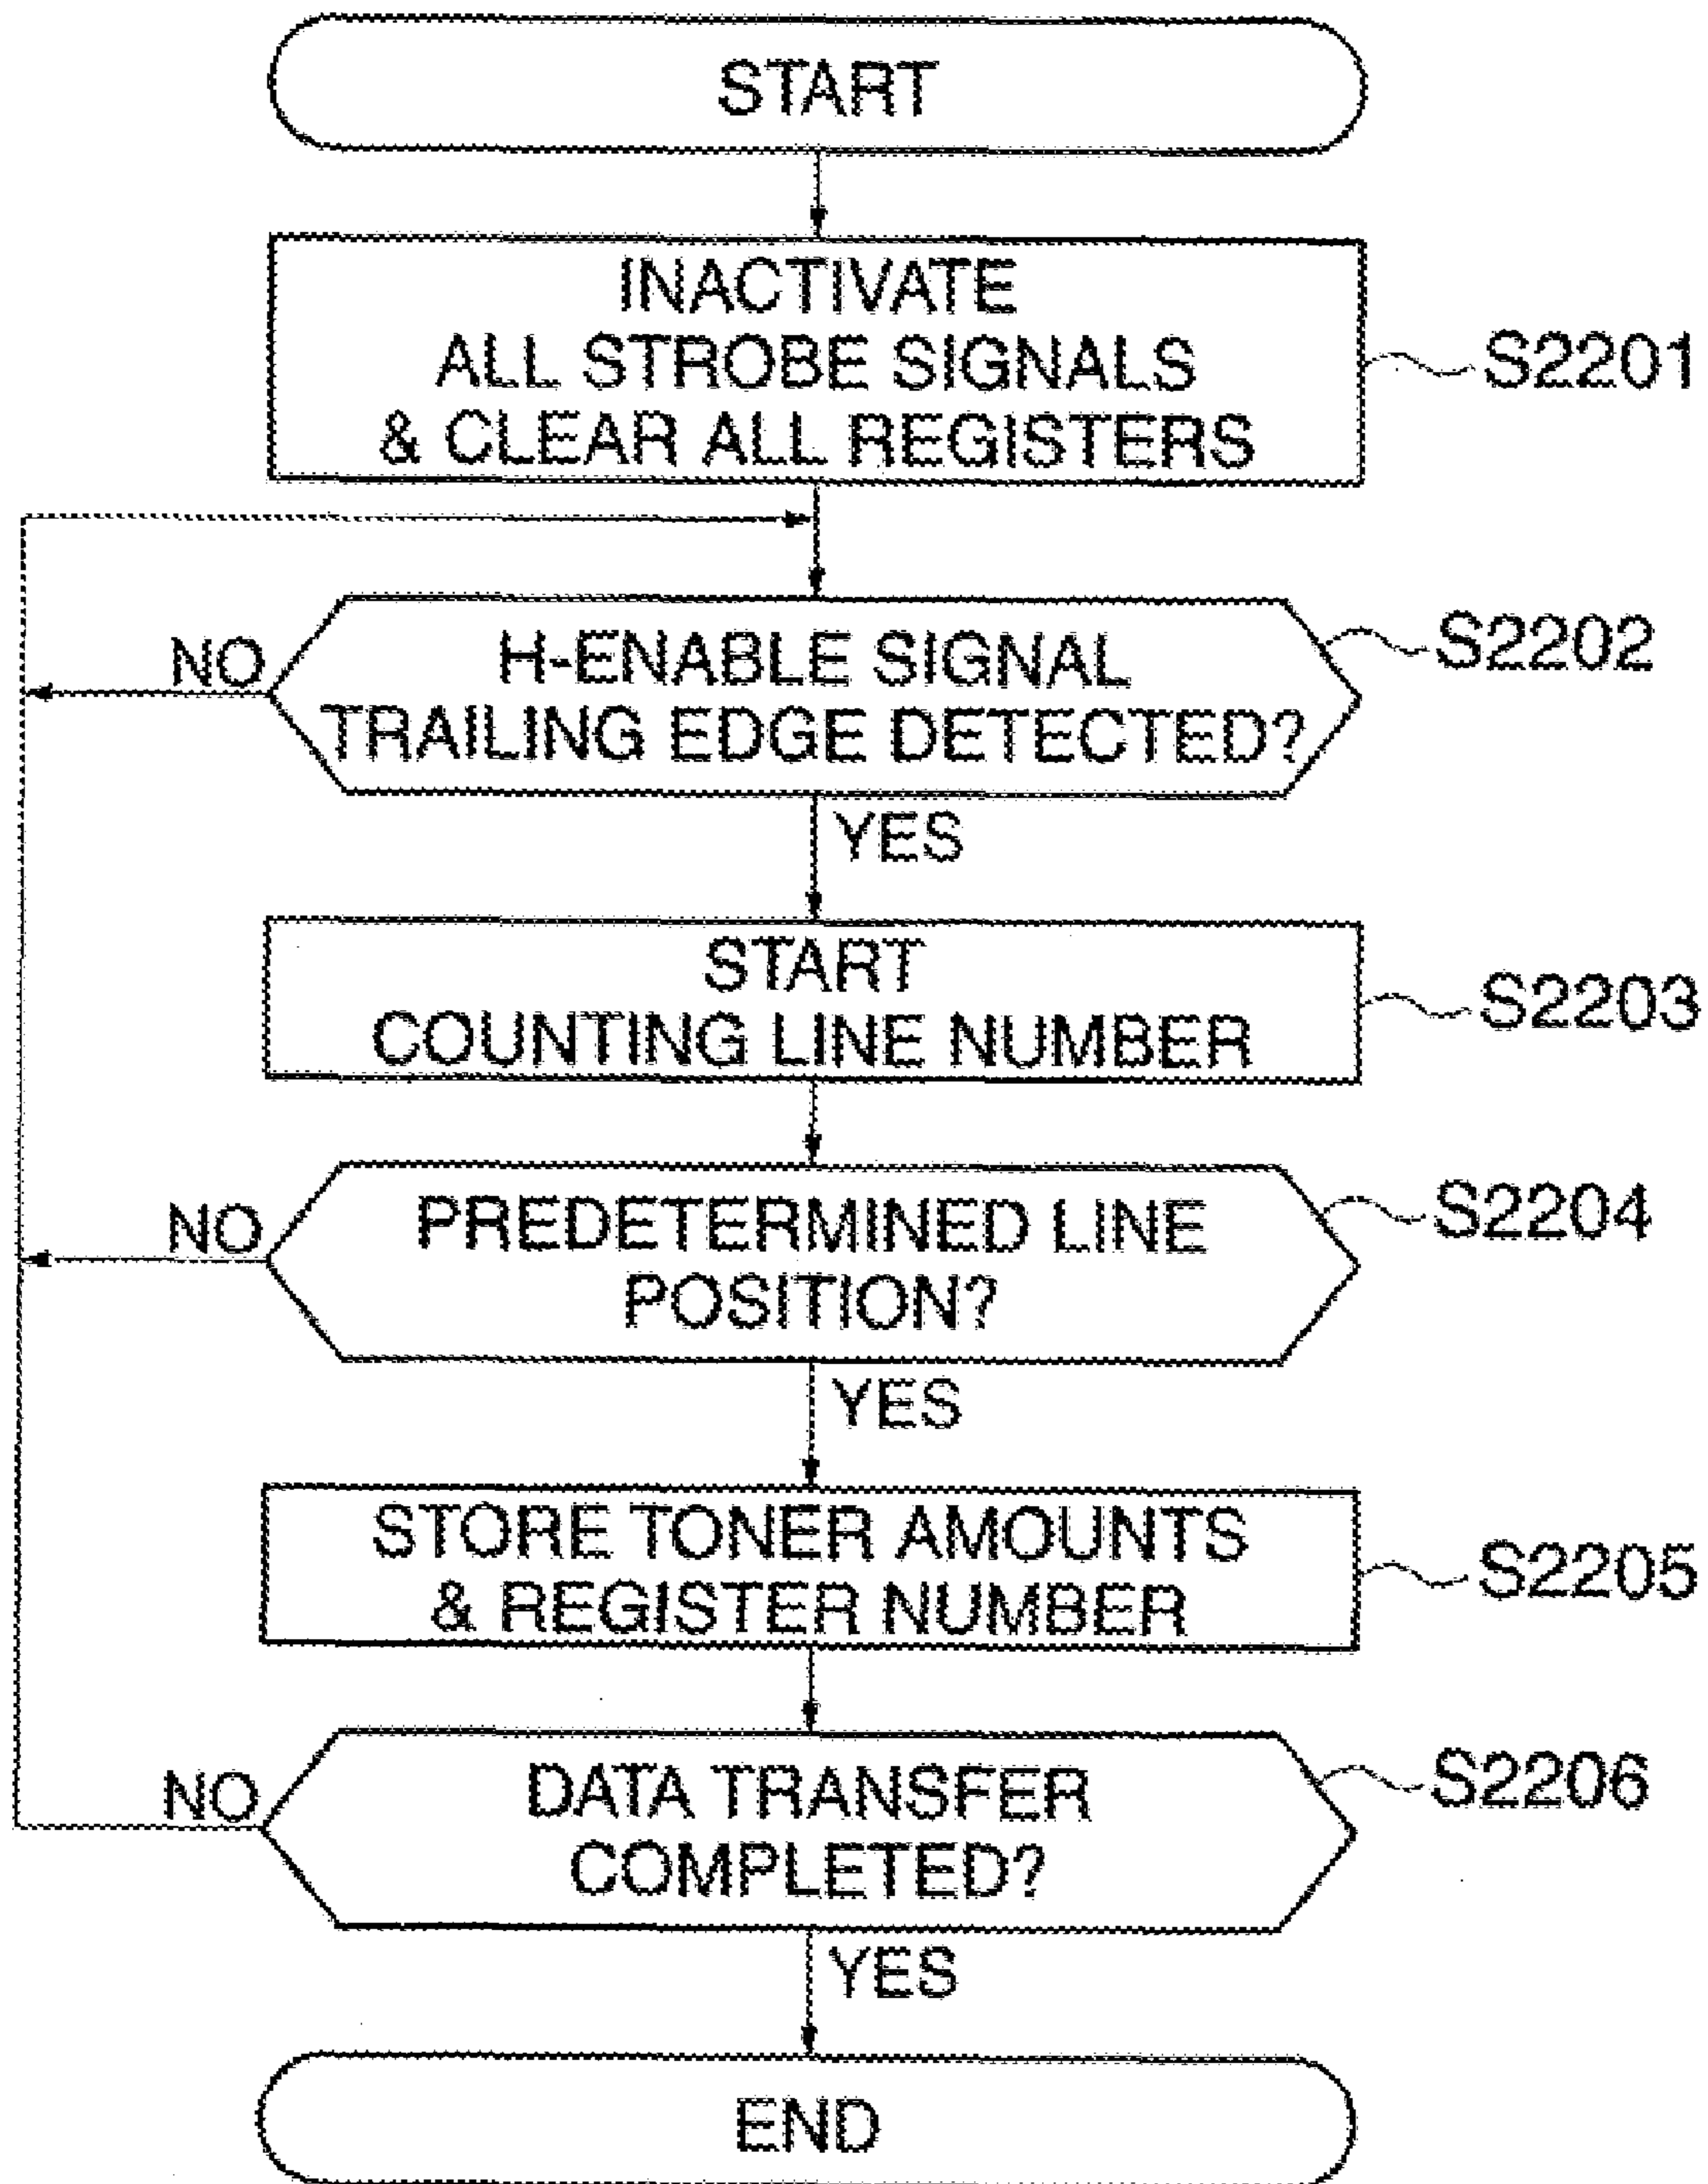 START
INACTIVATE
ALL STROBE SIGNALS
& CLEAR ALL REGISTERS
S2201
NO
H-ENABLE SIGNAL
TRAILING EDGE DETECTED?
S2202
YES
START
COUNTING LINE NUMBER
S2203
NO
PREDETERMINED LINE
POSITION?
S2204
YES
STORE TONER AMOUNTS
& REGISTER NUMBER
S2205
NO
DATA TRANSFER
COMPLETED?
S2206
YES
END